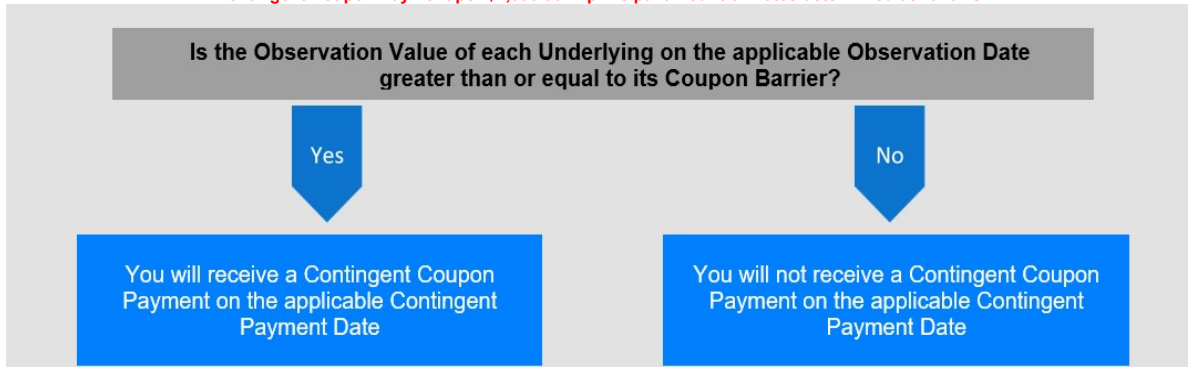 Is the Observation Value of each Underlying on the applicable Observation Date
greater than or equal to its Coupon Barrier?
Yes
No
You will receive a Contingent Coupon
Payment on the applicable Contingent
Payment Date
You will not receive a Contingent Coupon
Payment on the applicable Contingent
Payment Date